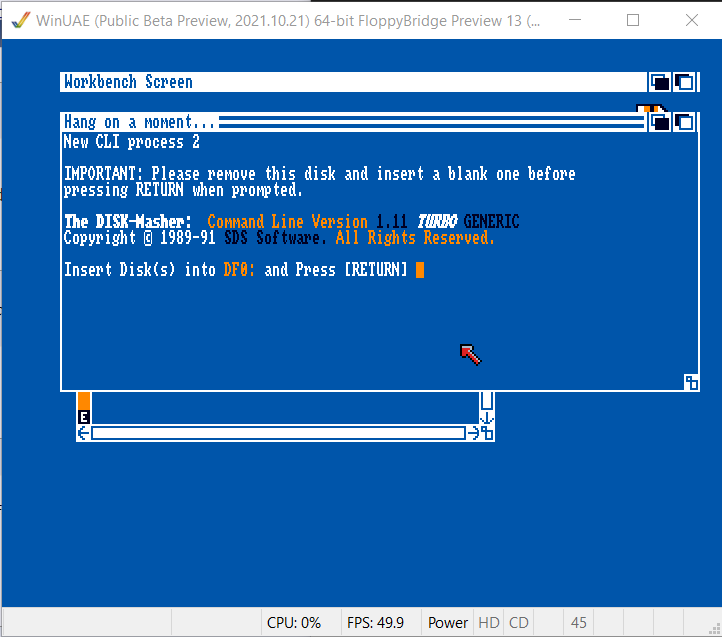 WinUAE (Public Beta Preview, 2021.10.21) 64-bit FloppyBridge Preview 13 (...
Workbench Screen
Hang on a moment...
New CLI process 2
IMPORTANT: Please remove this disk and insert a blank one before
pressing RETURN when prompted.
The DISK-Masher: Command Line Version 1.11 TURBO GENERIC
Copyright © 1989-91 SDS Software. All Rights Reserved.
Insert Disk(s) into DF0: and Press [RETURN]
E
CPU: 0% FPS: 49.9 Power HD CD 45